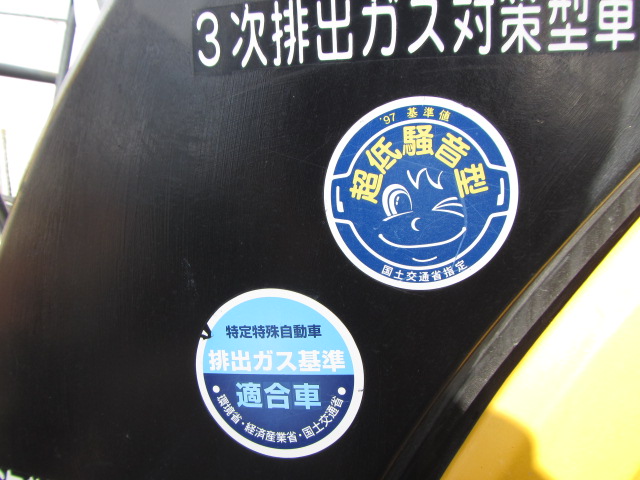 3次排出ガス対策型車
'97 基準値
超低騒音型
国土交通省指定
特定特殊自動車
排出ガス基準
適合車
・環境省・経済産業省・国土交通省・